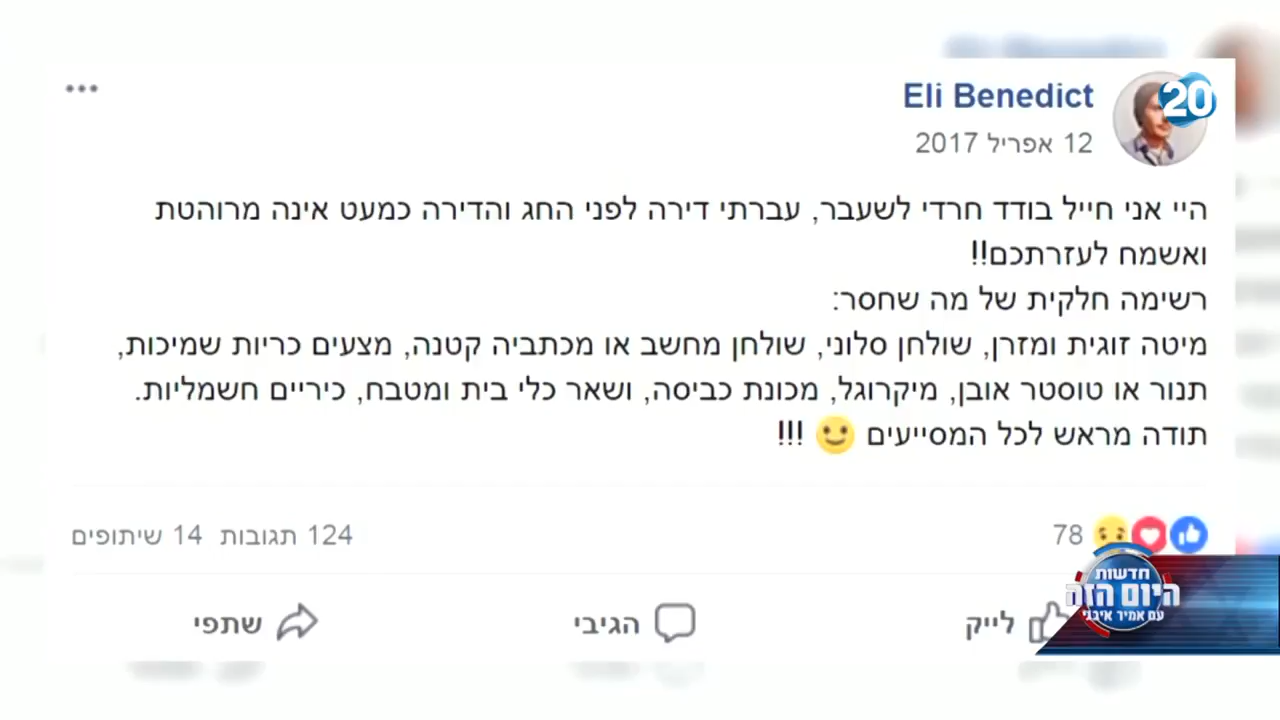 Eli Benedict
20
12 אפריל 2017
היי אני חייל בודד חרדי לשעבר, עברתי דירה לפני החג והדירה כמעט אינה מרוהטת
ואשמח לעזרתכם!!
רשימה חלקית של מה שחסר:
מיטה זוגית ומזרן, שולחן סלוני, שולחן מחשב או מכתביה קטנה, מצעים כריות שמיכות,
תנור או טוסטר אובן, מיקרוגל, מכונת כביסה, ושאר כלי בית ומטבח, כיריים חשמליות.
תודה מראש לכל המסייעים 🙂 !!!
78
124 תגובות 14 שיתופים
לייק
הגיבי
שתפי
חדשות
היום הזה
עם אמיר איבגי